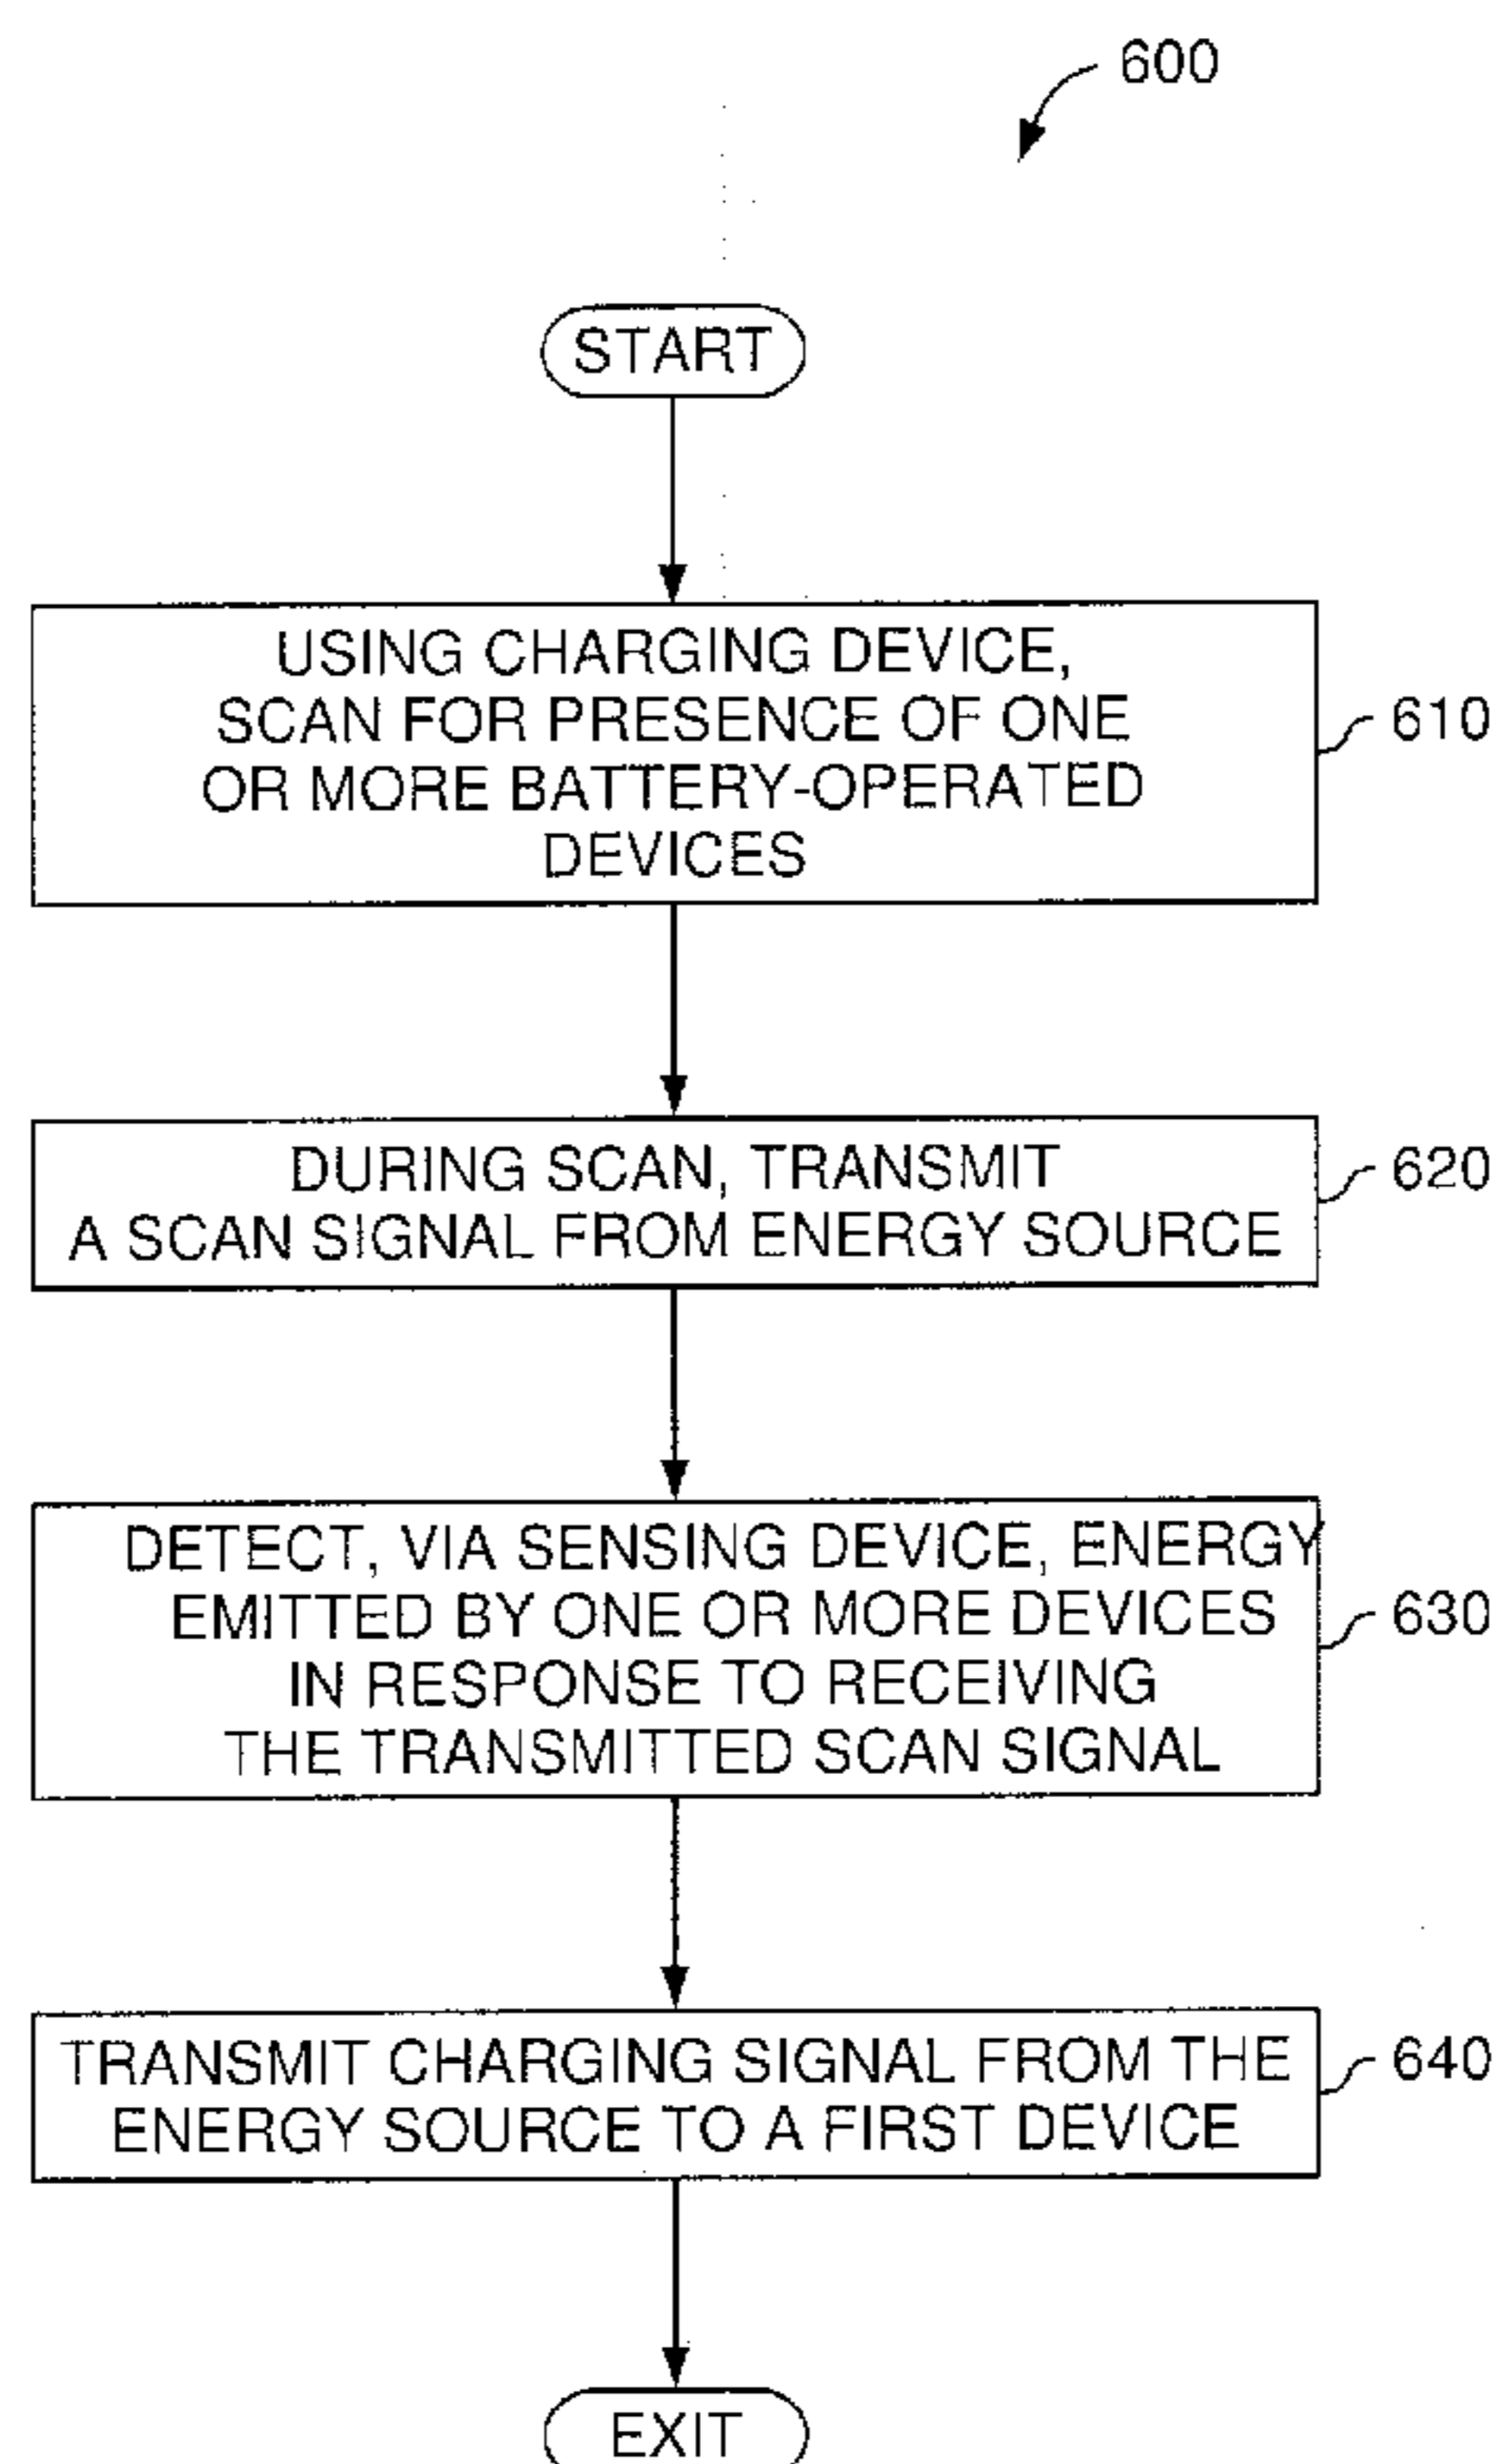 600
START
USING CHARGING DEVICE,
SCAN FOR PRESENCE OF ONE
OR MORE BATTERY-OPERATED
DEVICES
610
DURING SCAN, TRANSMIT
A SCAN SIGNAL FROM ENERGY SOURCE
620
DETECT, VIA SENSING DEVICE, ENERGY
EMITTED BY ONE OR MORE DEVICES
IN RESPONSE TO RECEIVING
THE TRANSMITTED SCAN SIGNAL
630
TRANSMIT CHARGING SIGNAL FROM THE
ENERGY SOURCE TO A FIRST DEVICE
640
EXIT